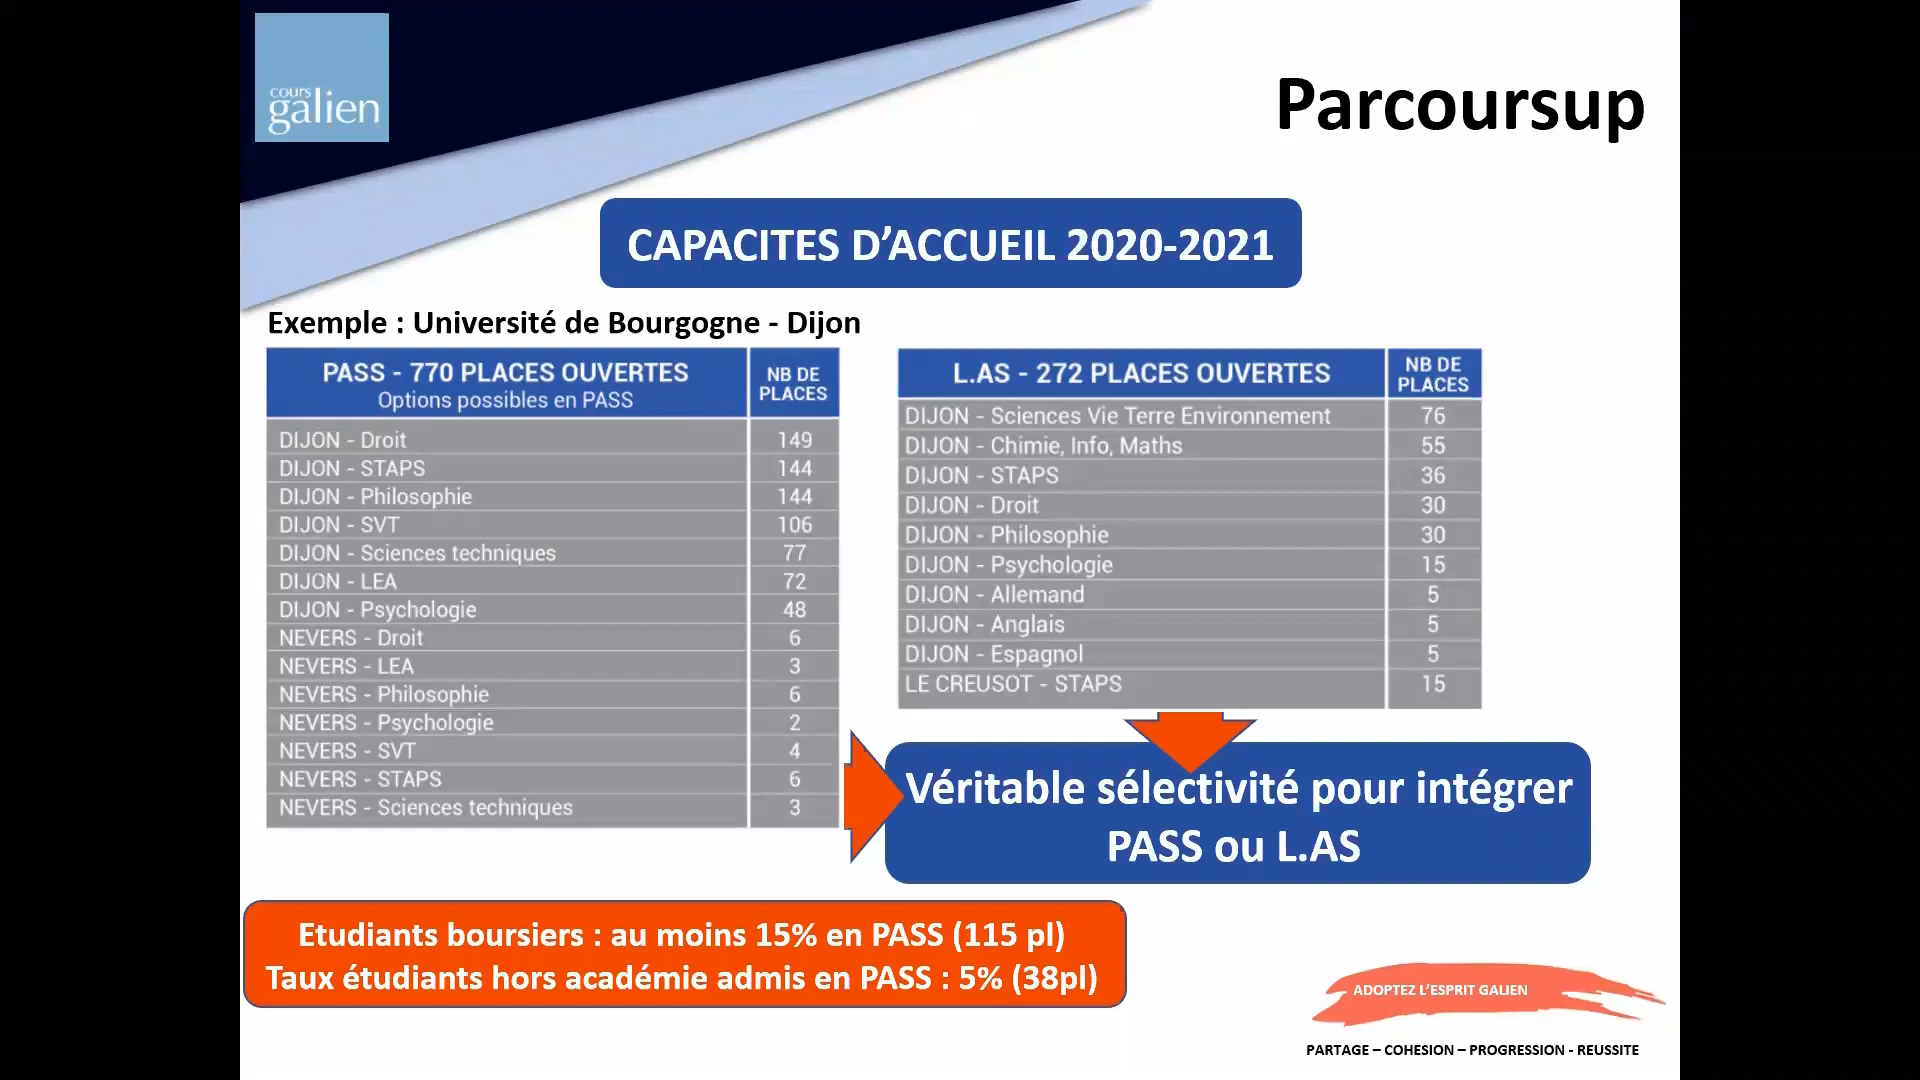 cours
galien
Parcoursup
CAPACITES D’ACCUEIL 2020-2021
Exemple : Université de Bourgogne - Dijon
PASS - 770 PLACES OUVERTES
Options possibles en PASS
NB DE
PLACES
DIJON - Droit 149
DIJON - STAPS 144
DIJON - Philosophie 144
DIJON - SVT 106
DIJON - Sciences techniques 77
DIJON - LEA 72
DIJON - Psychologie 48
NEVERS - Droit 6
NEVERS - LEA 3
NEVERS - Philosophie 6
NEVERS - Psychologie 2
NEVERS - SVT 4
NEVERS - STAPS 6
NEVERS - Sciences techniques 3
L.AS - 272 PLACES OUVERTES
NB DE
PLACES
DIJON - Sciences Vie Terre Environnement 76
DIJON - Chimie, Info, Maths 55
DIJON - STAPS 36
DIJON - Droit 30
DIJON - Philosophie 30
DIJON - Psychologie 15
DIJON - Allemand 5
DIJON - Anglais 5
DIJON - Espagnol 5
LE CREUSOT - STAPS 15
Véritable sélectivité pour intégrer
PASS ou L.AS
Etudiants boursiers : au moins 15% en PASS (115 pl)
Taux étudiants hors académie admis en PASS : 5% (38pl)
ADOPTEZ L’ESPRIT GALIEN
PARTAGE – COHESION – PROGRESSION - REUSSITE